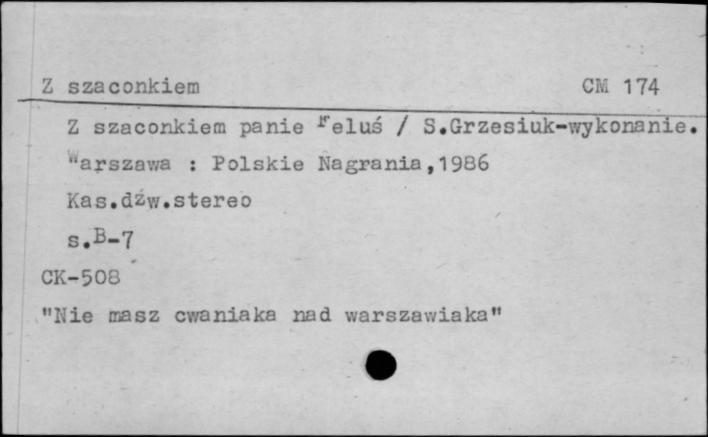 Z szaconkiem CM 174
Z szaconkiem panie Feluś / S.Grzesiuk-wykonanie.
Warszawa : Polskie Nagrania,1986
Kas.dźw.stereo
s.B-7
CK-508
"Nie masz cwaniaka nad warszawiaka"